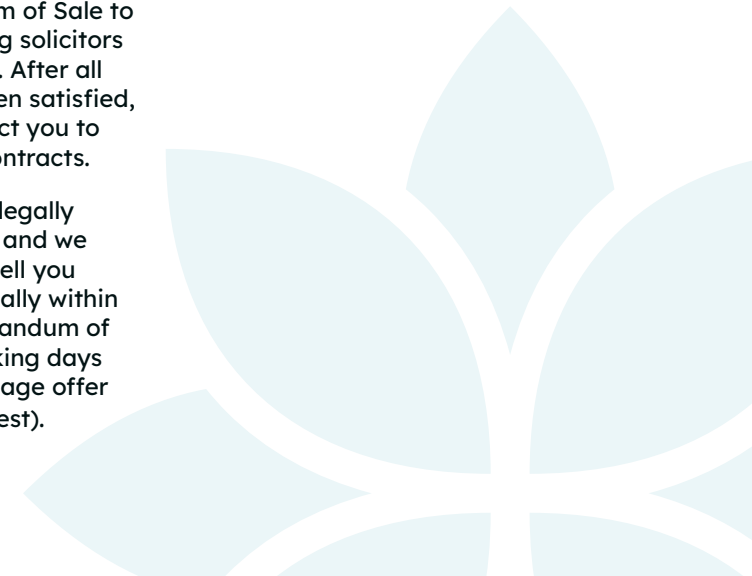 m of Sale to
g solicitors
. After all
en satisfied,
ct you to
ontracts.
legally
and we
ell you
ally within
andum of
king days
age offer
est).